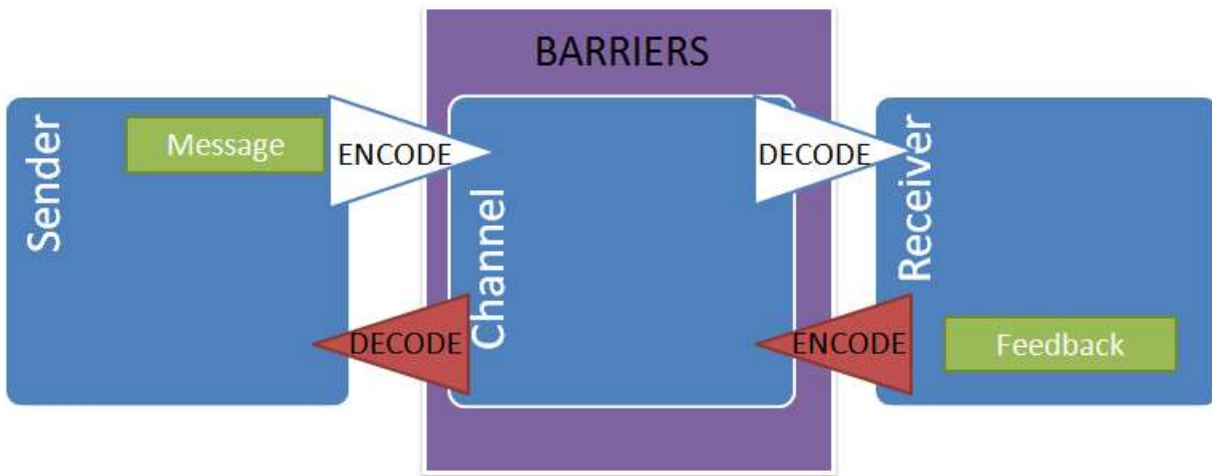 BARRIERS
Sender
Message
ENCODE
Channel
DECODE
Receiver
DECODE
ENCODE
Feedback